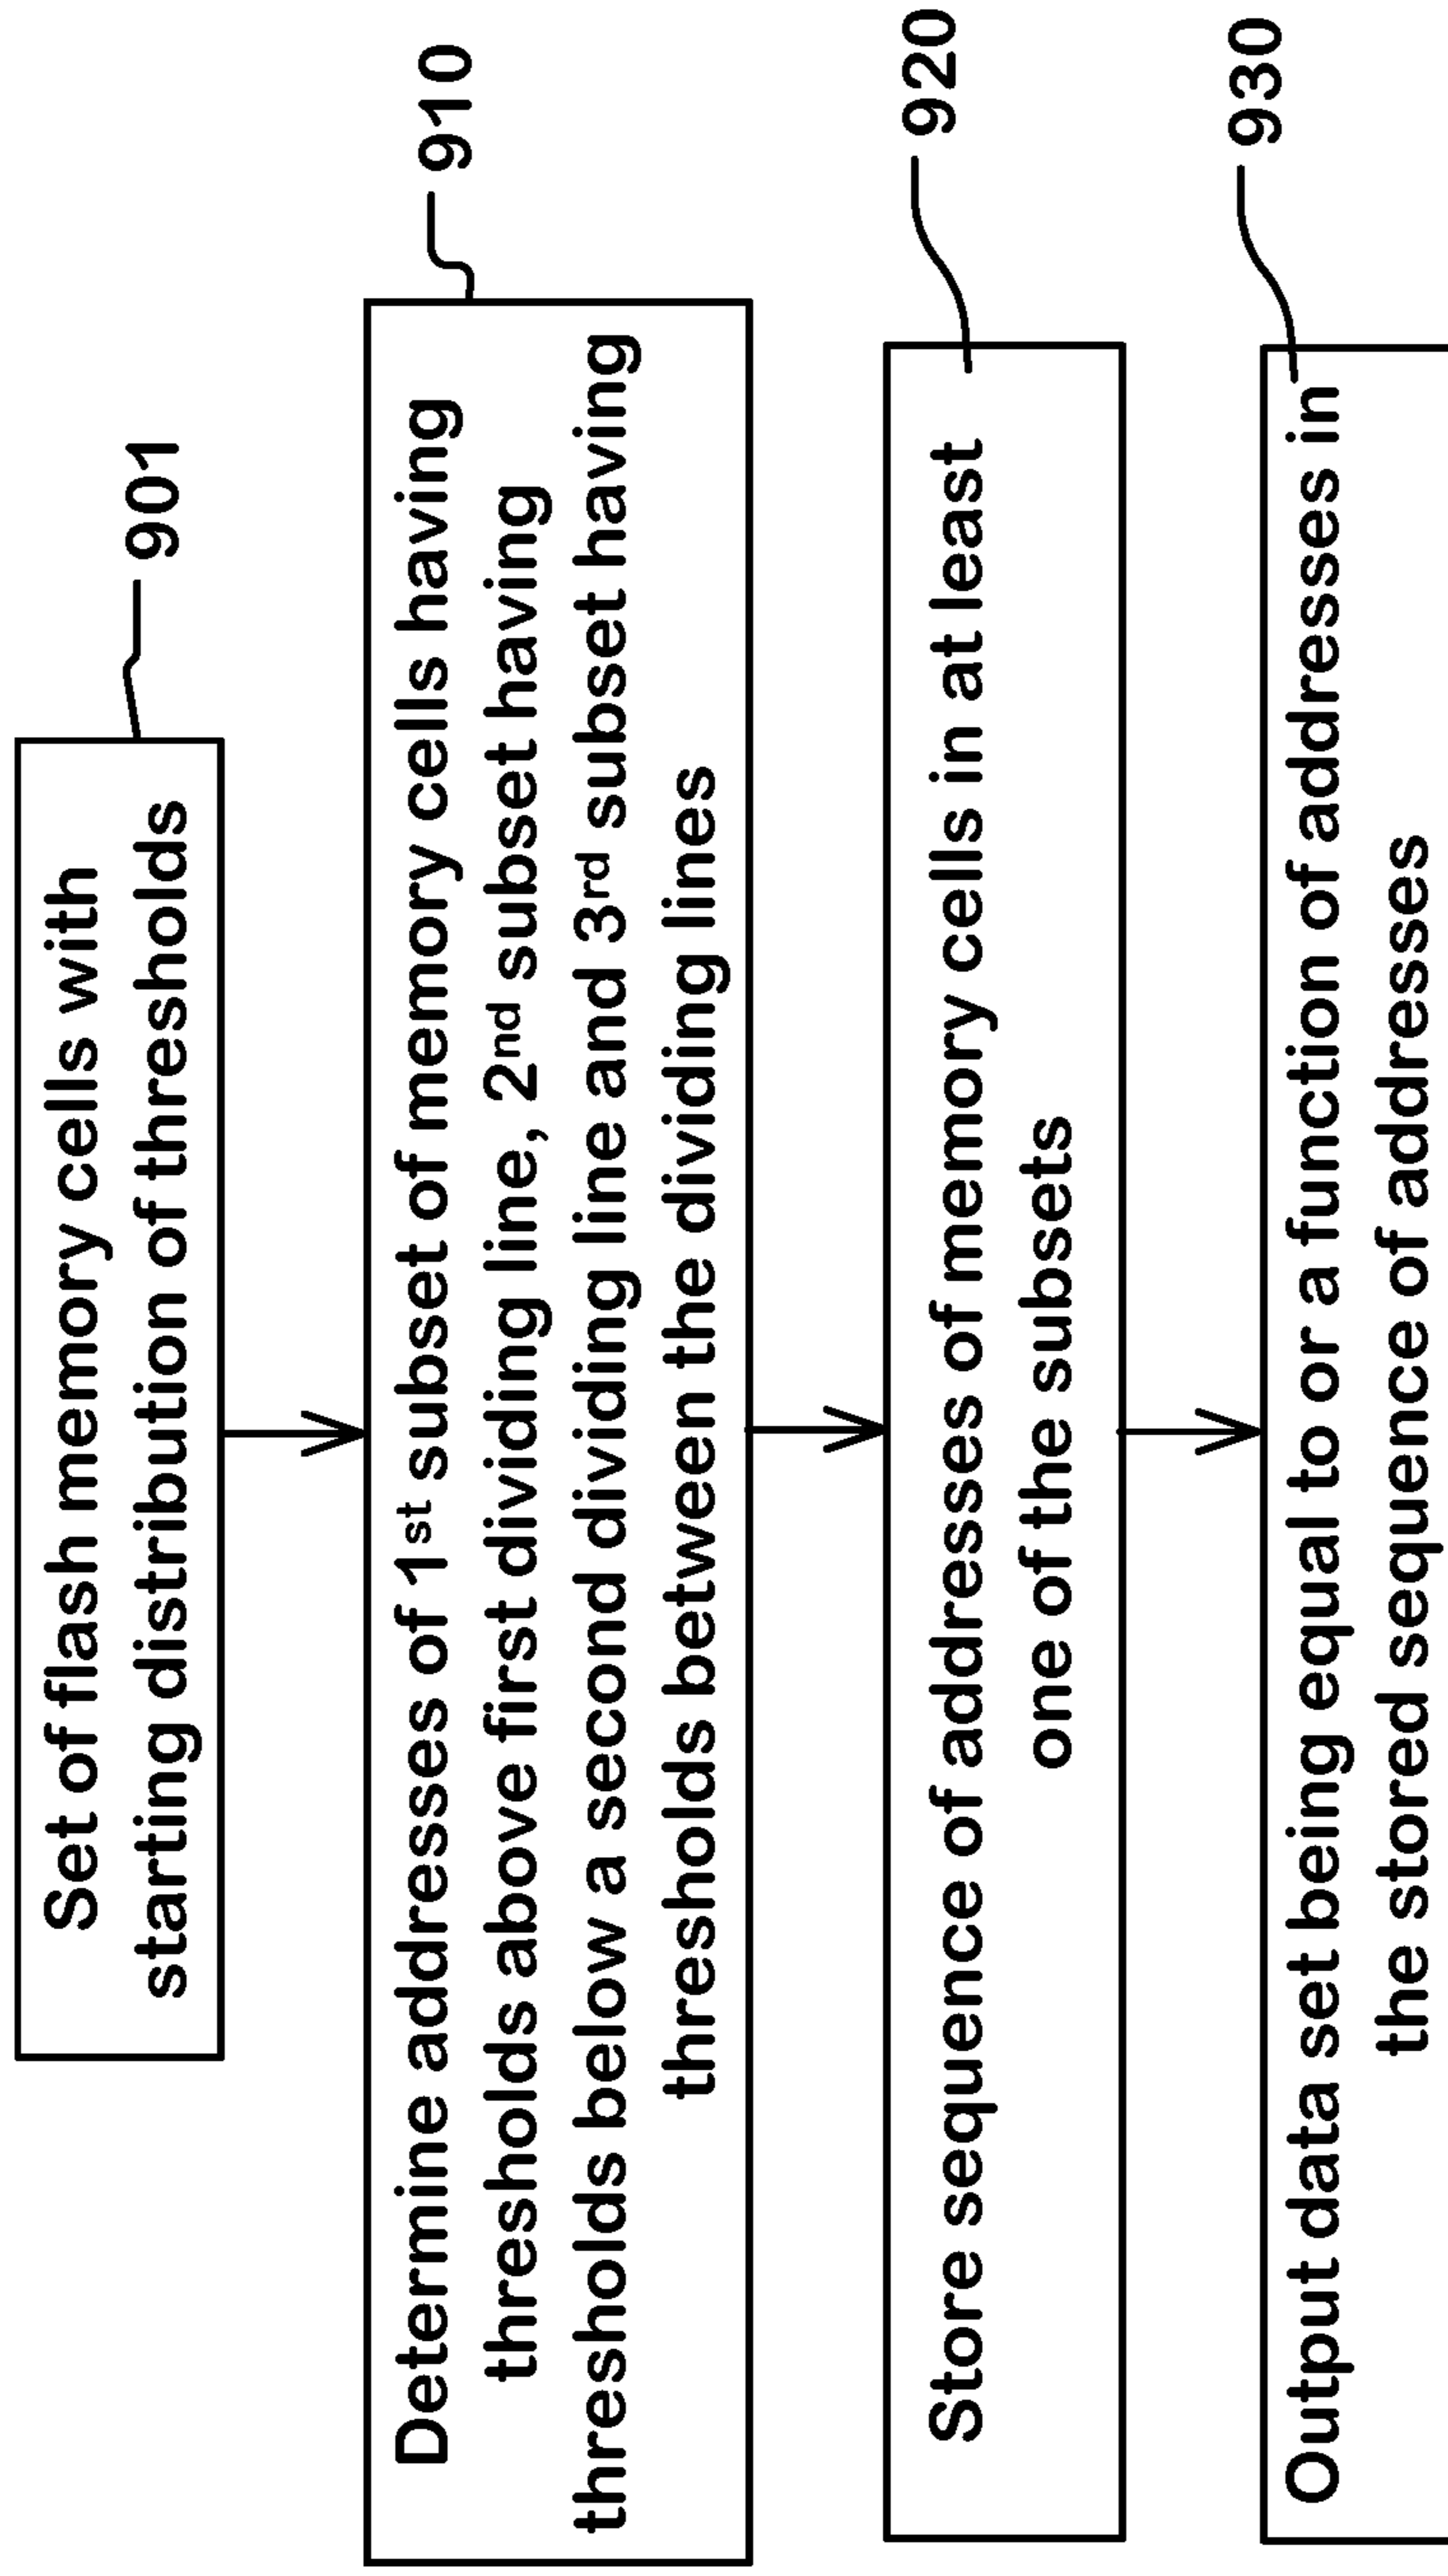 Set of flash memory cells with
starting distribution of thresholds
901
Determine addresses of 1st subset of memory cells having
thresholds above first dividing line, 2nd subset having
thresholds below a second dividing line and 3rd subset having
thresholds between the dividing lines
910
Store sequence of addresses of memory cells in at least
one of the subsets
920
Output data set being equal to or a function of addresses in
the stored sequence of addresses
930